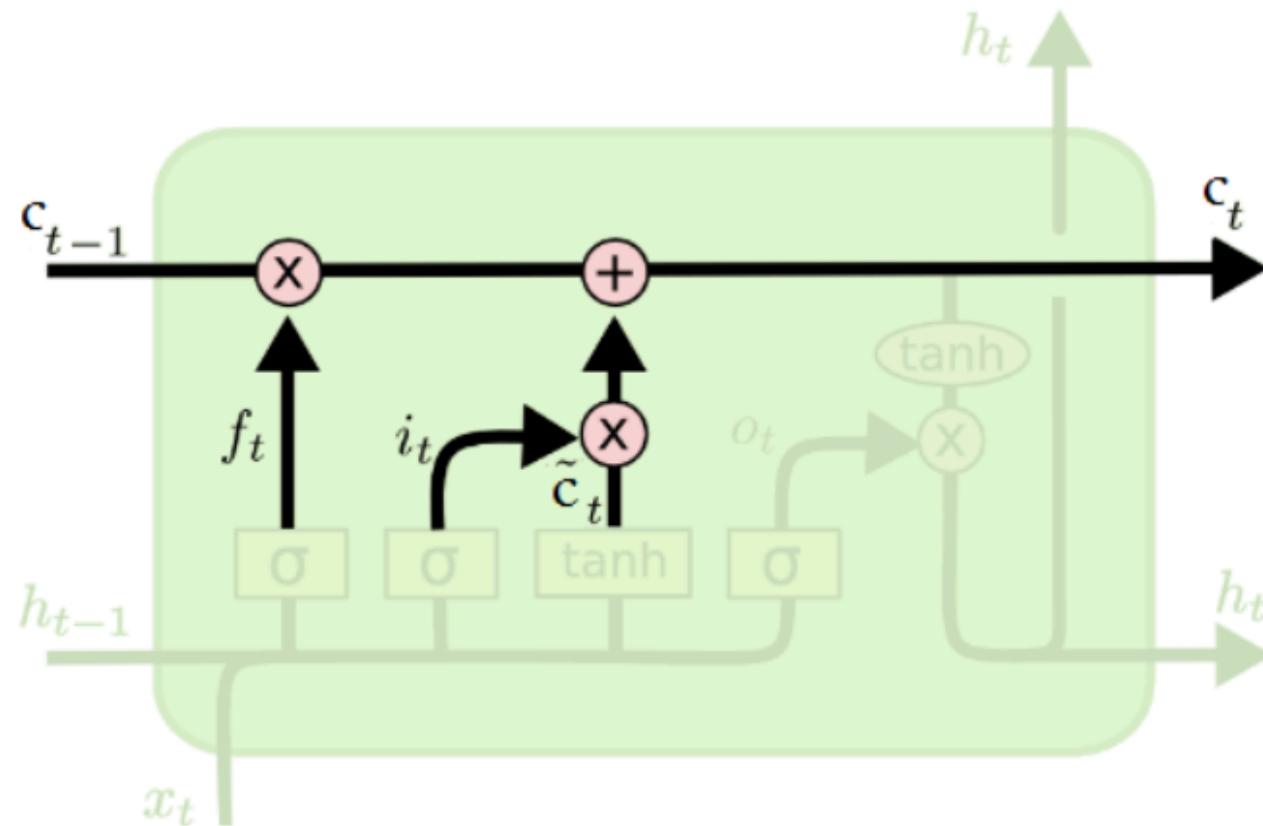 h_t
c_{t-1}
c_t
x
+
tanh
f_t
i_t
x
o_t
x
c̃_t
σ
σ
tanh
σ
h_{t-1}
h_t
x_t